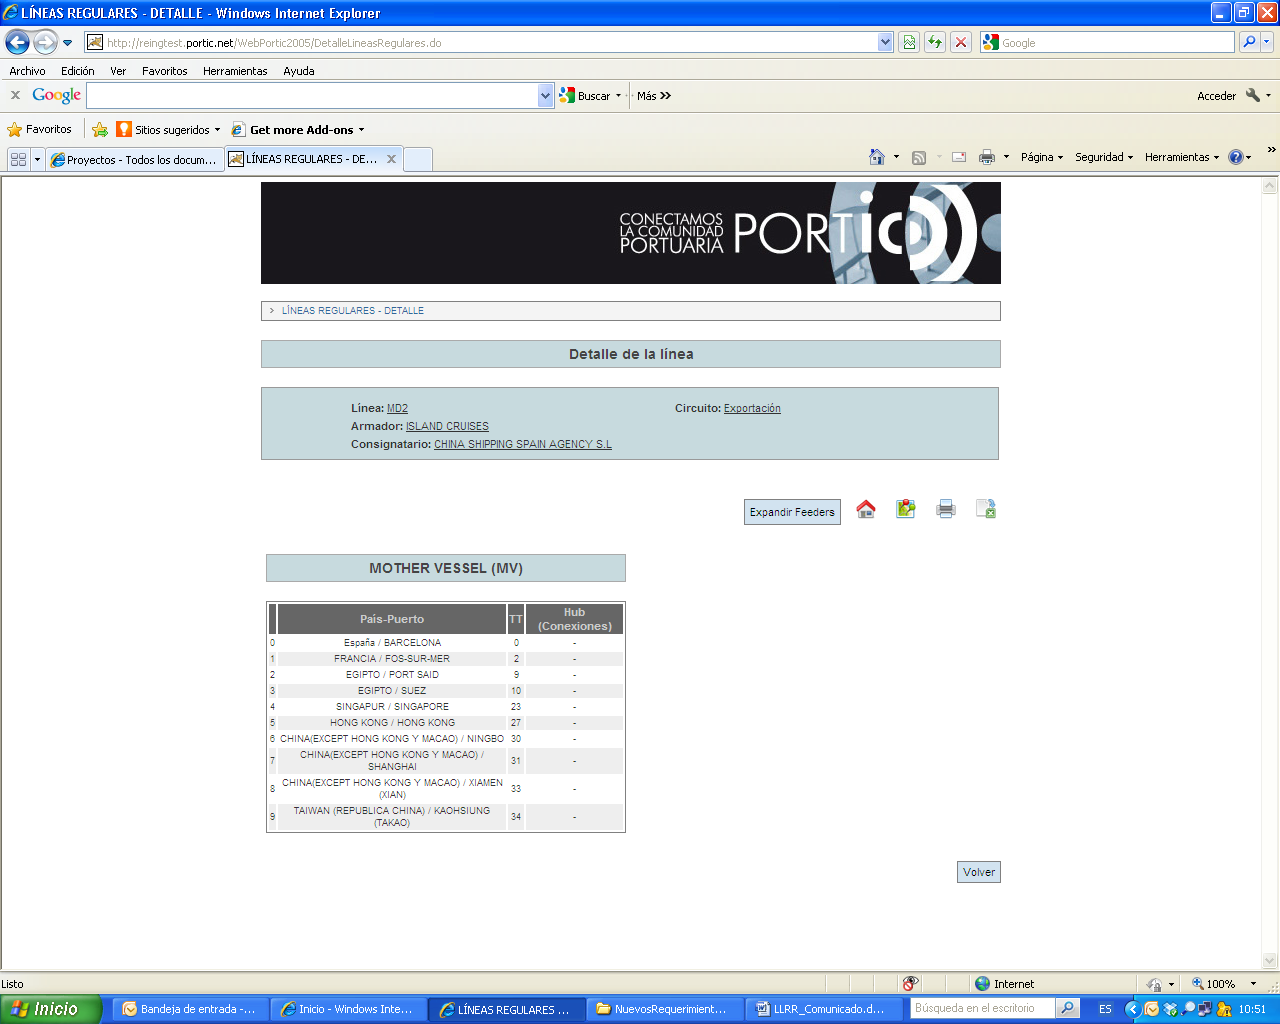 LÍNEAS REGULARES - DETALLE - Windows Internet Explorer
http://reingtest.portic.net/WebPortic2005/DetalleLineasRegulares.do
Google
Archivo Edición Ver Favoritos Herramientas Ayuda
x Google Buscar Más >> Acceder
Favoritos Sitios sugeridos Get more Add-ons
Proyectos - Todos los docum... LÍNEAS REGULARES - DE... Página Seguridad Herramientas
CONECTAMOS
LA COMUNIDAD
PORTUARIA
PORTIC
> LÍNEAS REGULARES - DETALLE
Detalle de la línea
Línea: MD2 Circuito: Exportación
Armador: ISLAND CRUISES
Consignatario: CHINA SHIPPING SPAIN AGENCY S.L
Expandir Feeders
MOTHER VESSEL (MV)
País-Puerto TT Hub
(Conexiones)
0 España / BARCELONA 0 -
1 FRANCIA / FOS-SUR-MER 2 -
2 EGIPTO / PORT SAID 9 -
3 EGIPTO / SUEZ 10 -
4 SINGAPUR / SINGAPORE 23 -
5 HONG KONG / HONG KONG 27 -
6 CHINA(EXCEPT HONG KONG Y MACAO) / NINGBO 30 -
7 CHINA(EXCEPT HONG KONG Y MACAO) /
SHANGHAI 31 -
8 CHINA(EXCEPT HONG KONG Y MACAO) / XIAMEN
(XIAN) 33 -
9 TAIWAN (REPUBLICA CHINA) / KAOHSIUNG
(TAKAO) 34 -
Volver
Listo Internet 100%
Inicio Bandeja de entrada -... Inicio - Windows Inte... LÍNEAS REGULARES ... NuevosRequerimient... LLRR_Comunicado.d... Búsqueda en el escritorio ES 10:51